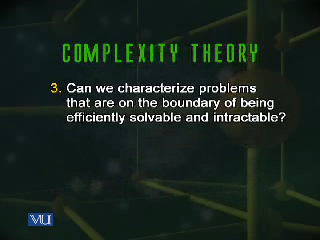 COMPLEXITY THEORY
3. Can we characterize problems
that are on the boundary of being
efficiently solvable and intractable?
VU